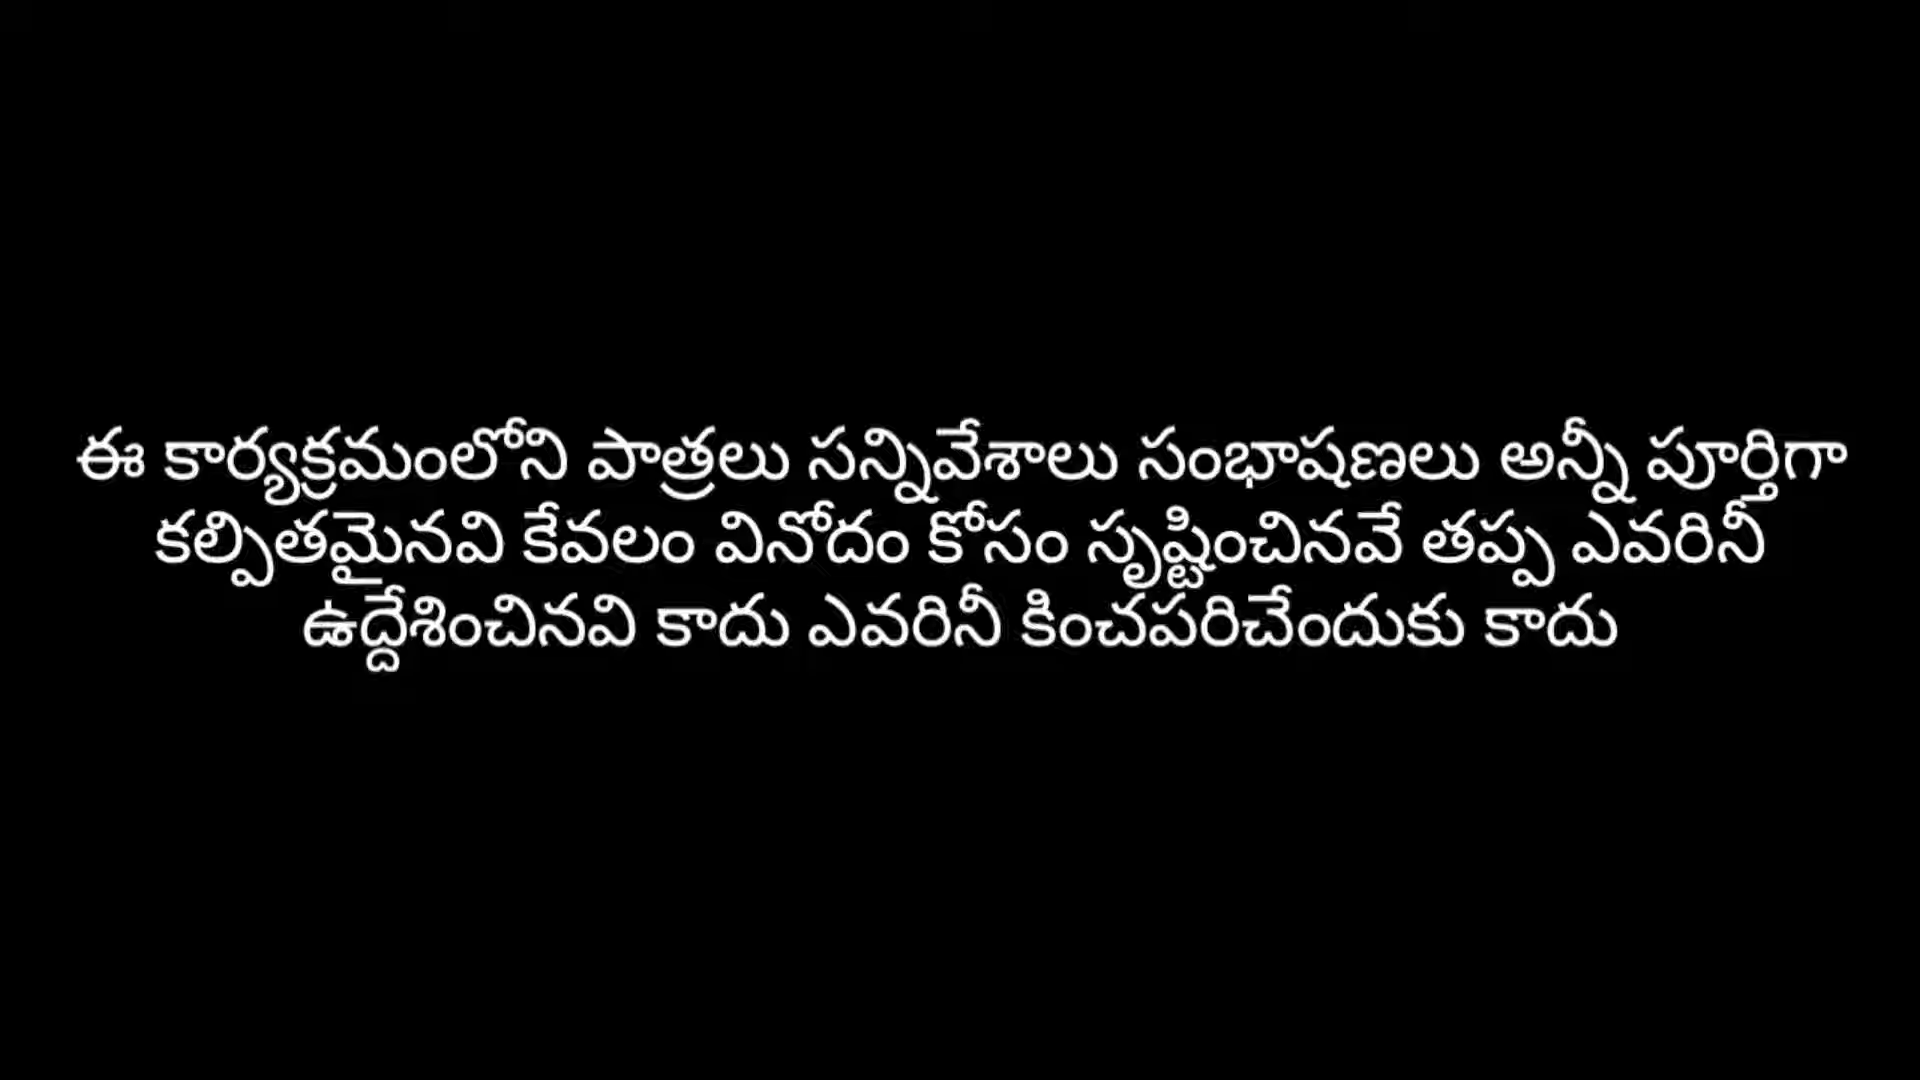 ఈ కార్యక్రమంలోని పాత్రలు సన్నివేశాలు సంభాషణలు అన్నీ పూర్తిగా
కల్పితమైనవి కేవలం వినోదం కోసం సృష్టించినవే తప్ప ఎవరినీ
ఉద్దేశించినవి కాదు ఎవరినీ కించపరిచేందుకు కాదు